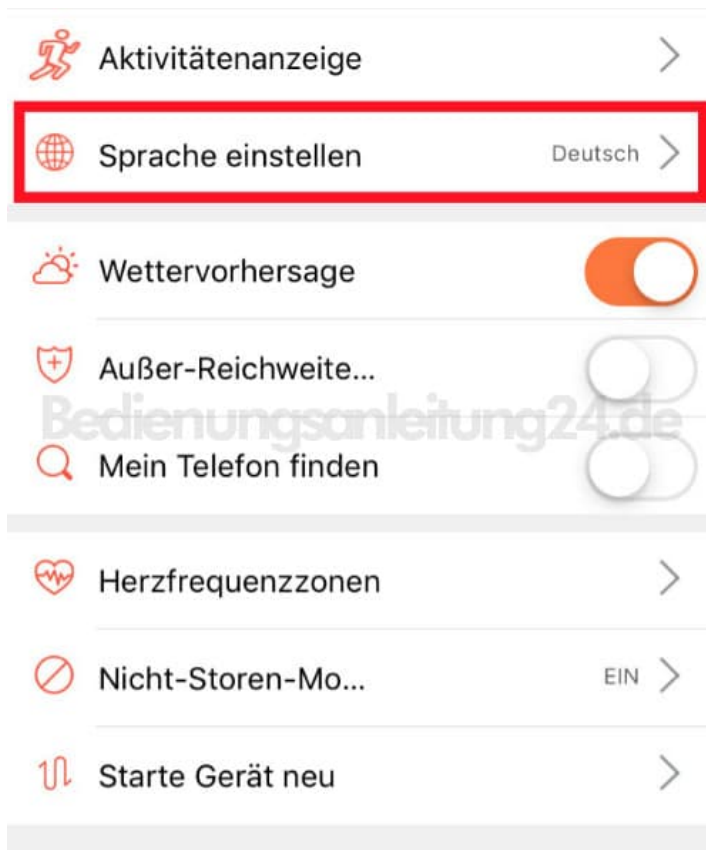 Aktivitätenanzeige
Sprache einstellen Deutsch
Wettervorhersage
Außer-Reichweite...
Bedienungsanleitung24.de
Mein Telefon finden
Herzfrequenzzonen
Nicht-Storen-Mo... EIN
Starte Gerät neu